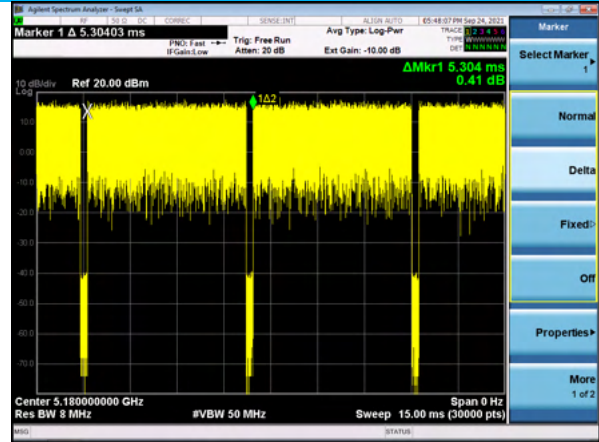 Agilent Spectrum Analyzer - Swept SA
RF 50 Ω DC CORREC SENSE:INT ALIGN AUTO 05:48:07 PM Sep 24, 2021
Marker 1 Δ 5.30403 ms
PNO: Fast
IFGain:Low
Trig: Free Run
Atten: 20 dB
Avg Type: Log-Pwr
Ext Gain: -10.00 dB
TRACE 1 2 3 4 5 6
TYPE WWWWWW
DET N N N N N N
ΔMkr1 5.304 ms
0.41 dB
10 dB/div Ref 20.00 dBm
Log
1Δ2
10.0
0.00
-10.0
-20.0
-30.0
-40.0
-50.0
-60.0
-70.0
Center 5.180000000 GHz Span 0 Hz
Res BW 8 MHz #VBW 50 MHz Sweep 15.00 ms (30000 pts)
MSG STATUS
Marker
Select Marker
1
Normal
Delta
Fixed
Off
Properties
More
1 of 2